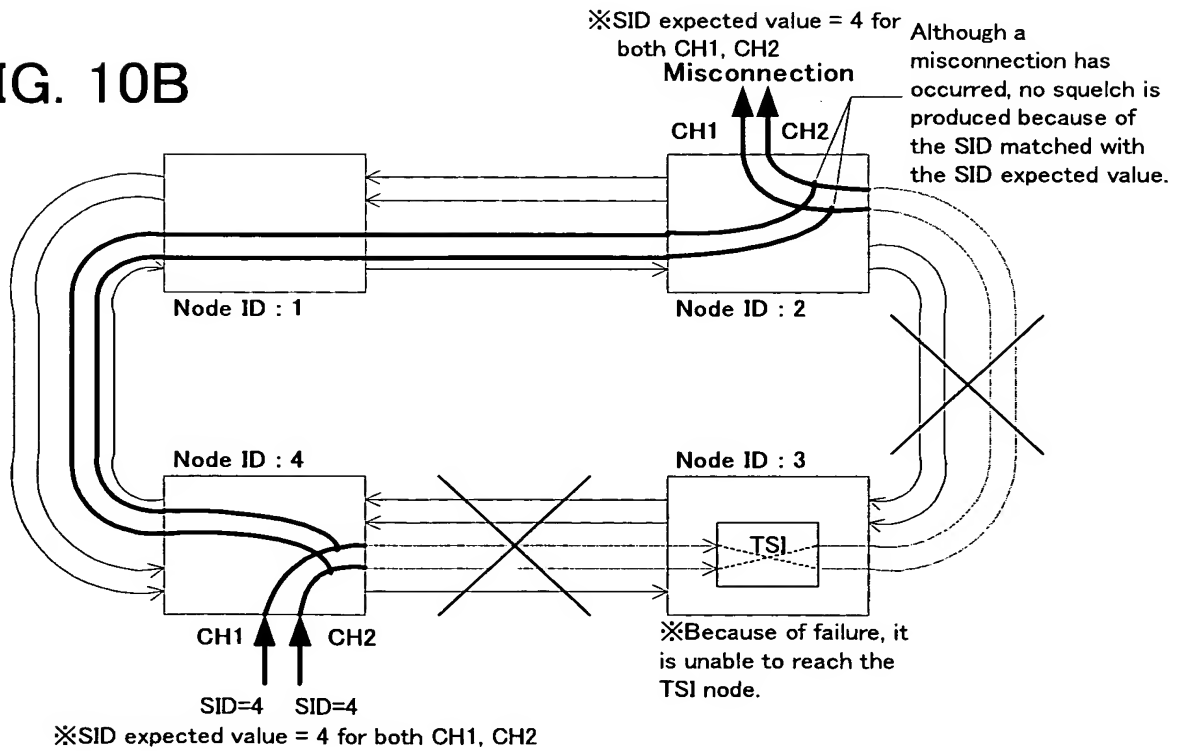 IG. 10B
※SID expected value = 4 for
both CH1, CH2
Misconnection
CH1
CH2
Although a
misconnection has
occurred, no squelch is
produced because of
the SID matched with
the SID expected value.
Node ID : 1
Node ID : 2
Node ID : 4
Node ID : 3
TSI
CH1
CH2
SID=4
SID=4
※SID expected value = 4 for both CH1, CH2
※Because of failure, it
is unable to reach the
TSI node.